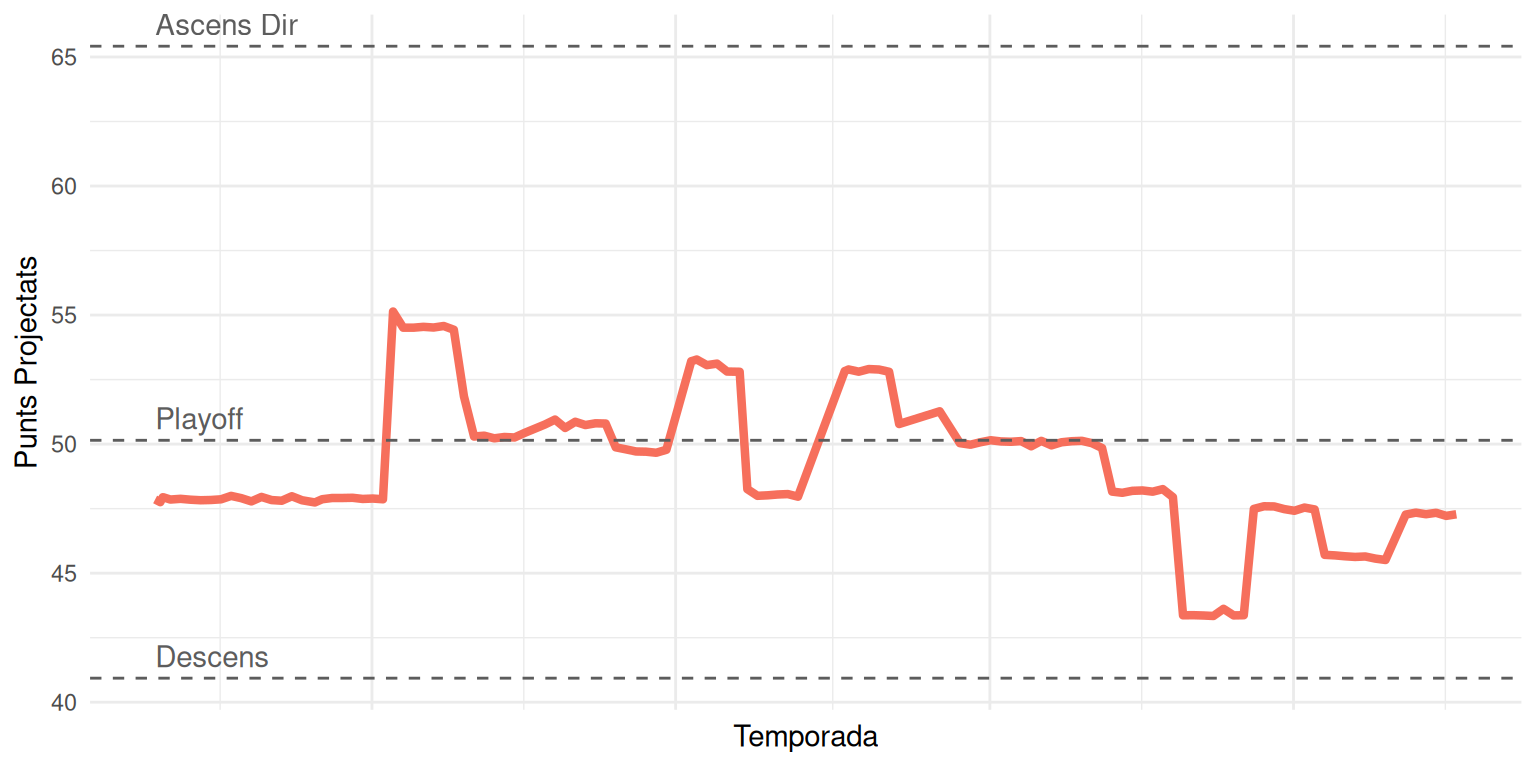 Ascens Dir
65
60
55
Playoff
50
45
Descens
40
Punts Projectats
Temporada